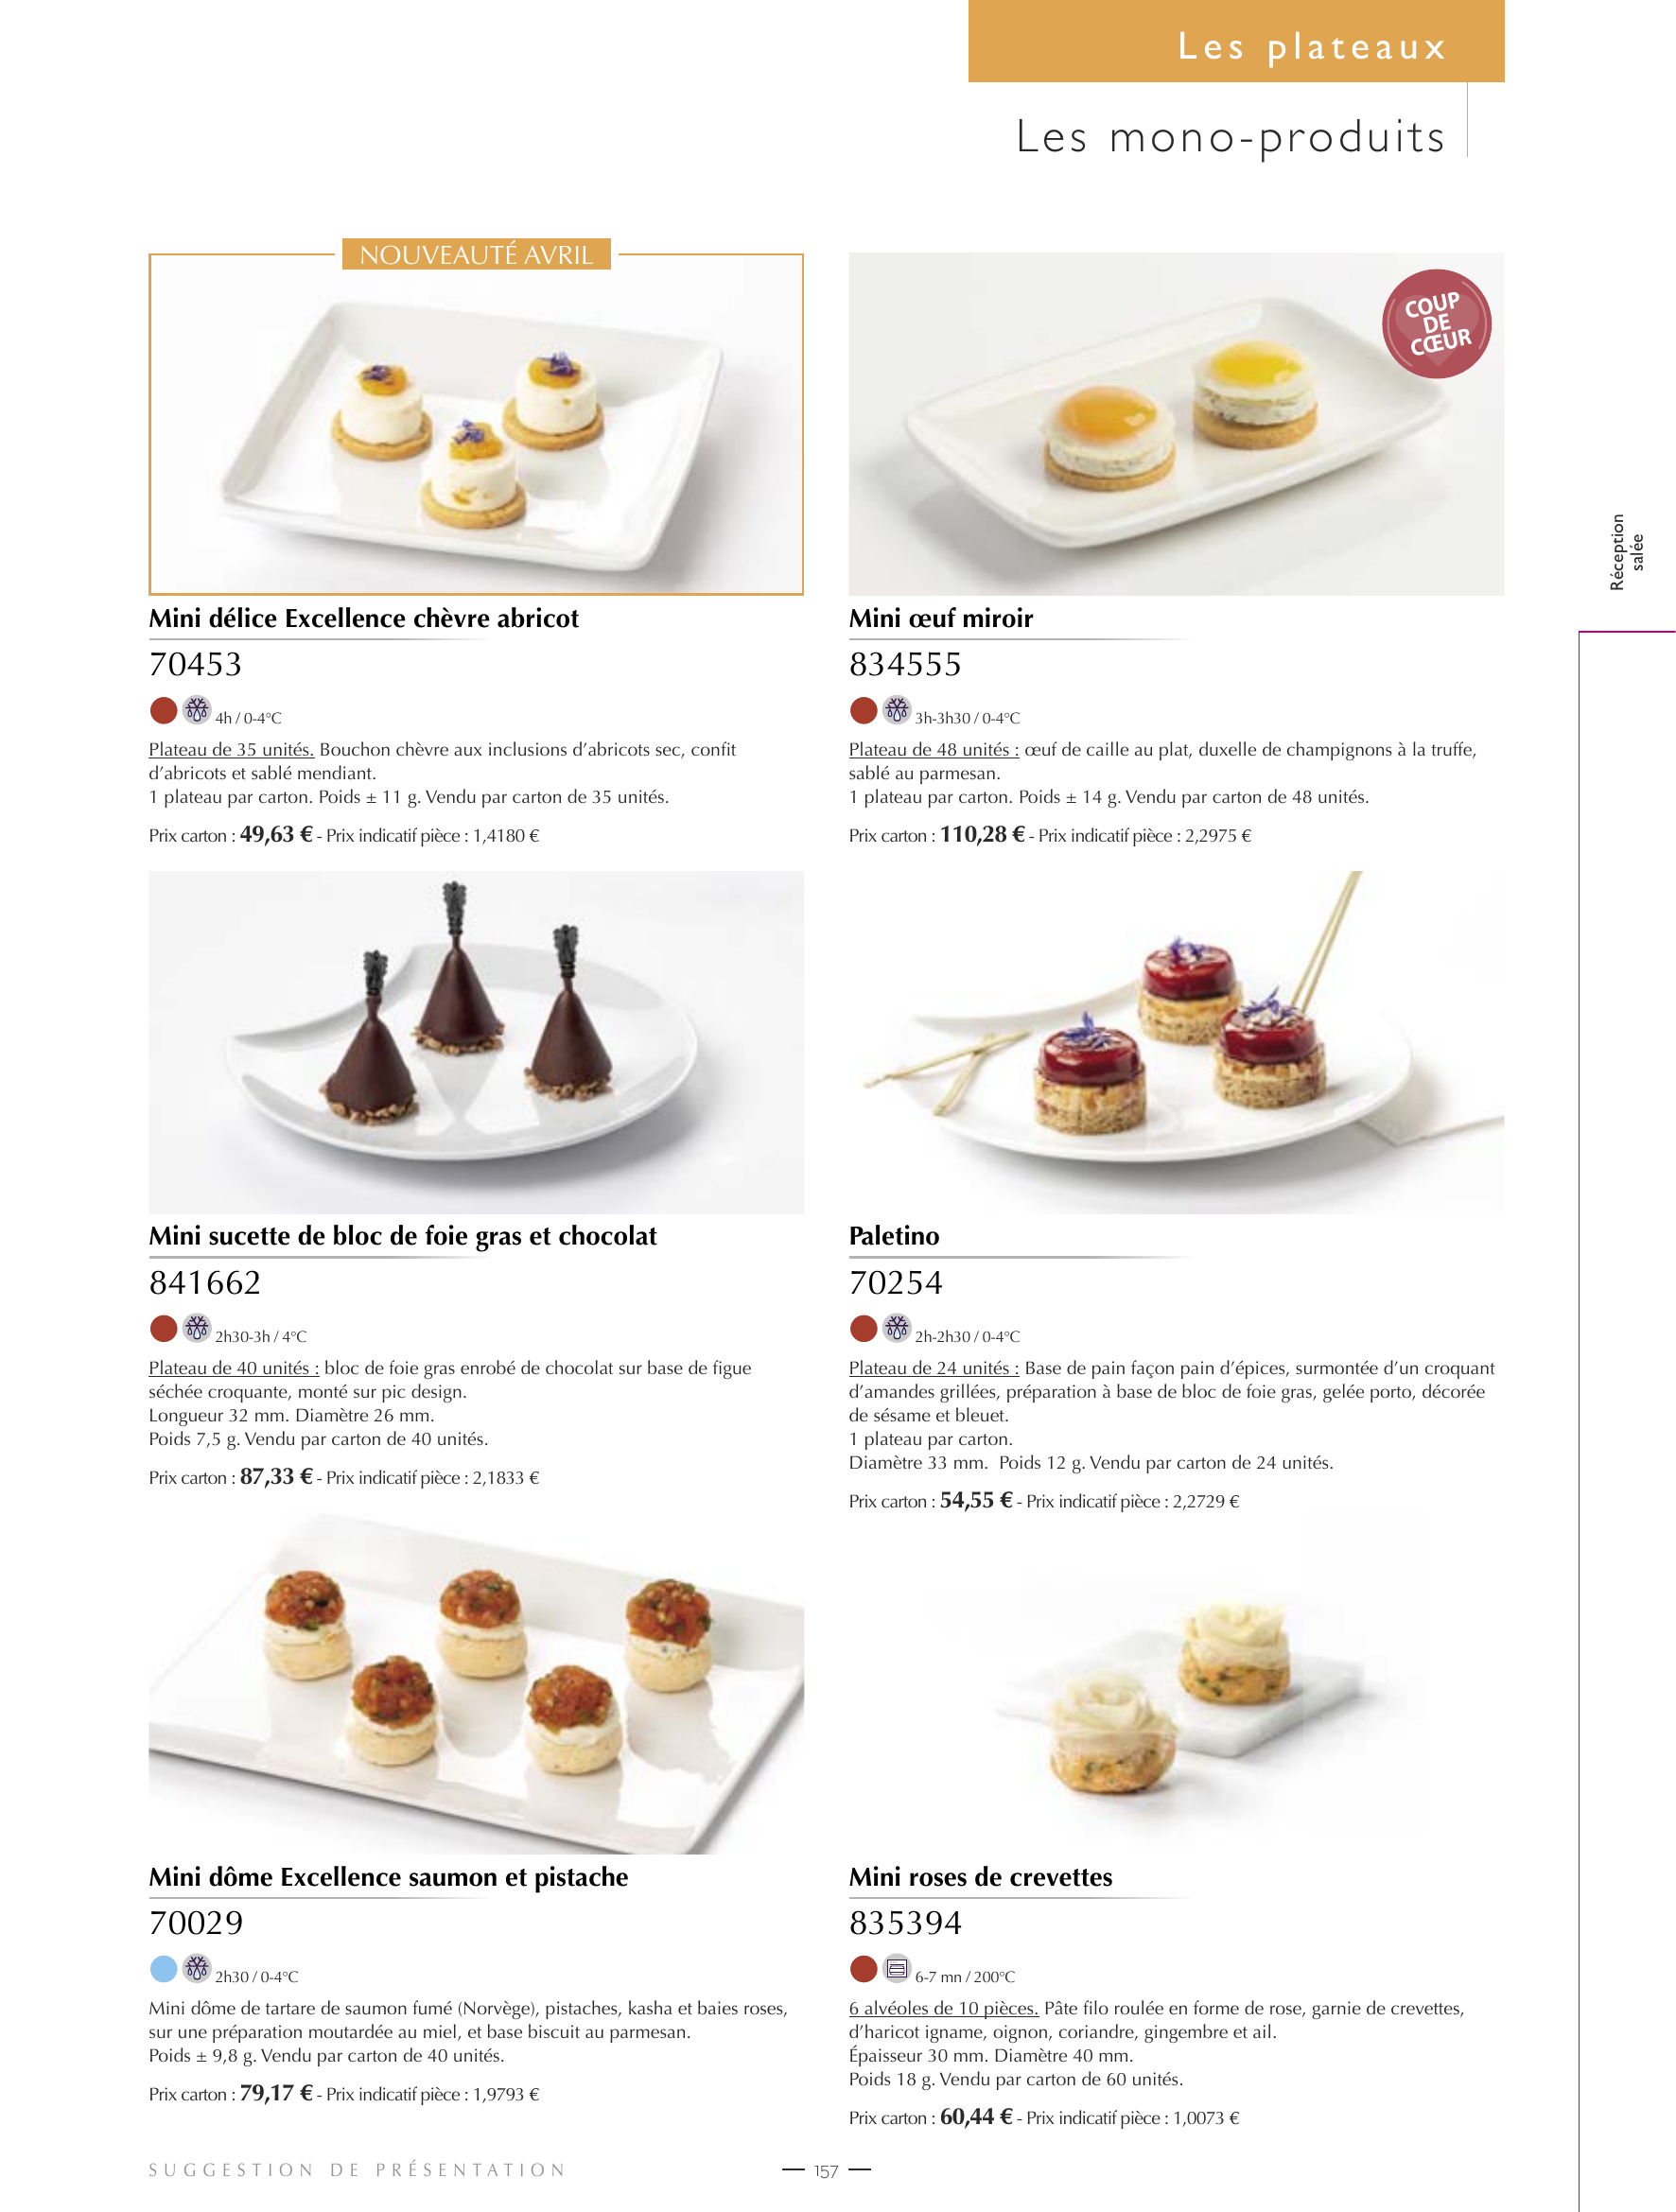 Les plateaux
Les mono-produits
NOUVEAUTÉ AVRIL
Mini délice Excellence chèvre abricot
70453
4h / 0-4°C
Plateau de 35 unités. Bouchon chèvre aux inclusions d’abricots sec, confit
d’abricots et sablé mendiant.
1 plateau par carton. Poids ± 11 g. Vendu par carton de 35 unités.
Prix carton : 49,63 € - Prix indicatif pièce : 1,4180 €
COUP
DE
CŒUR
Mini œuf miroir
834555
3h-3h30 / 0-4°C
Plateau de 48 unités : œuf de caille au plat, duxelle de champignons à la truffe,
sablé au parmesan.
1 plateau par carton. Poids ± 14 g. Vendu par carton de 48 unités.
Prix carton : 110,28 € - Prix indicatif pièce : 2,2975 €
Réception
salée
Mini sucette de bloc de foie gras et chocolat
841662
2h30-3h / 4°C
Plateau de 40 unités : bloc de foie gras enrobé de chocolat sur base de figue
séchée croquante, monté sur pic design.
Longueur 32 mm. Diamètre 26 mm.
Poids 7,5 g. Vendu par carton de 40 unités.
Prix carton : 87,33 € - Prix indicatif pièce : 2,1833 €
Paletino
70254
2h-2h30 / 0-4°C
Plateau de 24 unités : Base de pain façon pain d’épices, surmontée d’un croquant
d’amandes grillées, préparation à base de bloc de foie gras, gelée porto, décorée
de sésame et bleuet.
1 plateau par carton.
Diamètre 33 mm. Poids 12 g. Vendu par carton de 24 unités.
Prix carton : 54,55 € - Prix indicatif pièce : 2,2729 €
Mini dôme Excellence saumon et pistache
70029
2h30 / 0-4°C
Mini dôme de tartare de saumon fumé (Norvège), pistaches, kasha et baies roses,
sur une préparation moutardée au miel, et base biscuit au parmesan.
Poids ± 9,8 g. Vendu par carton de 40 unités.
Prix carton : 79,17 € - Prix indicatif pièce : 1,9793 €
Mini roses de crevettes
835394
6-7 mn / 200°C
6 alvéoles de 10 pièces. Pâte filo roulée en forme de rose, garnie de crevettes,
d’haricot igname, oignon, coriandre, gingembre et ail.
Épaisseur 30 mm. Diamètre 40 mm.
Poids 18 g. Vendu par carton de 60 unités.
Prix carton : 60,44 € - Prix indicatif pièce : 1,0073 €
SUGGESTION DE PRÉSENTATION
157